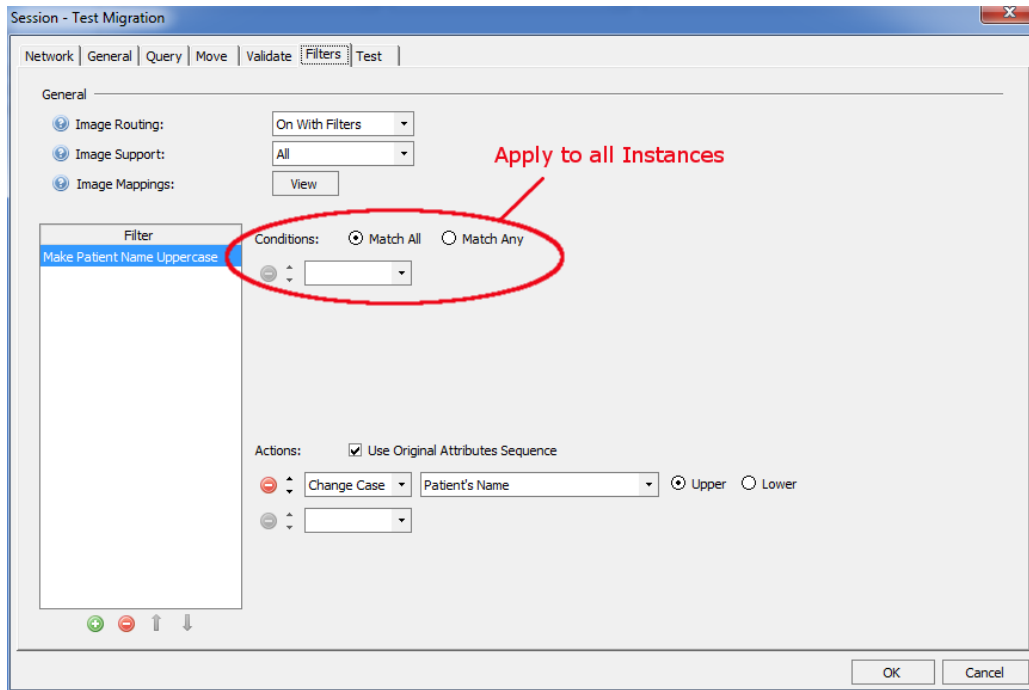 Session - Test Migration
Network General Query Move Validate Filters Test
General
Image Routing: On With Filters
Image Support: All
Apply to all Instances
Image Mappings: View
Filter
Conditions: Match All Match Any
Make Patient Name Uppercase
Actions: Use Original Attributes Sequence
Change Case Patient's Name Upper Lower
OK Cancel